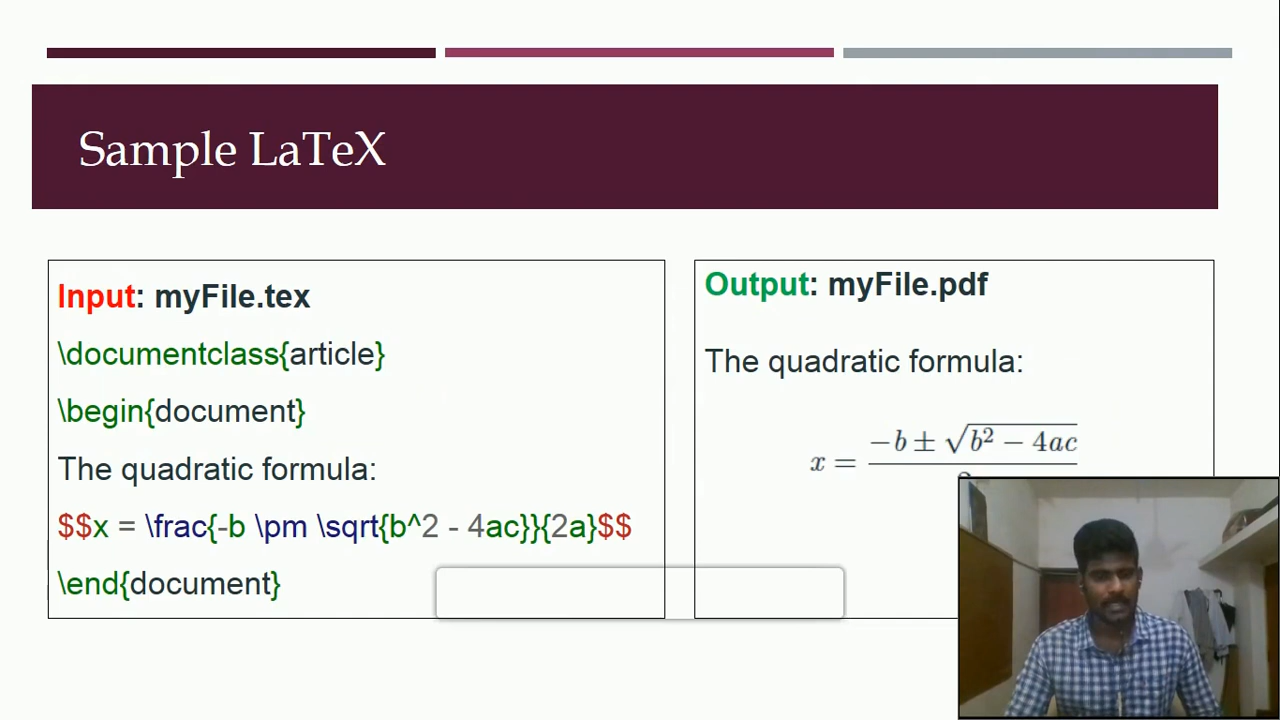 Sample LaTeX
Input: myFile.tex
\documentclass{article}
\begin{document}
The quadratic formula:
$$x = \frac{-b \pm \sqrt{b^2 - 4ac}}{2a}$$
\end{document}
Output: myFile.pdf
The quadratic formula:
x = −b ± √b² − 4ac